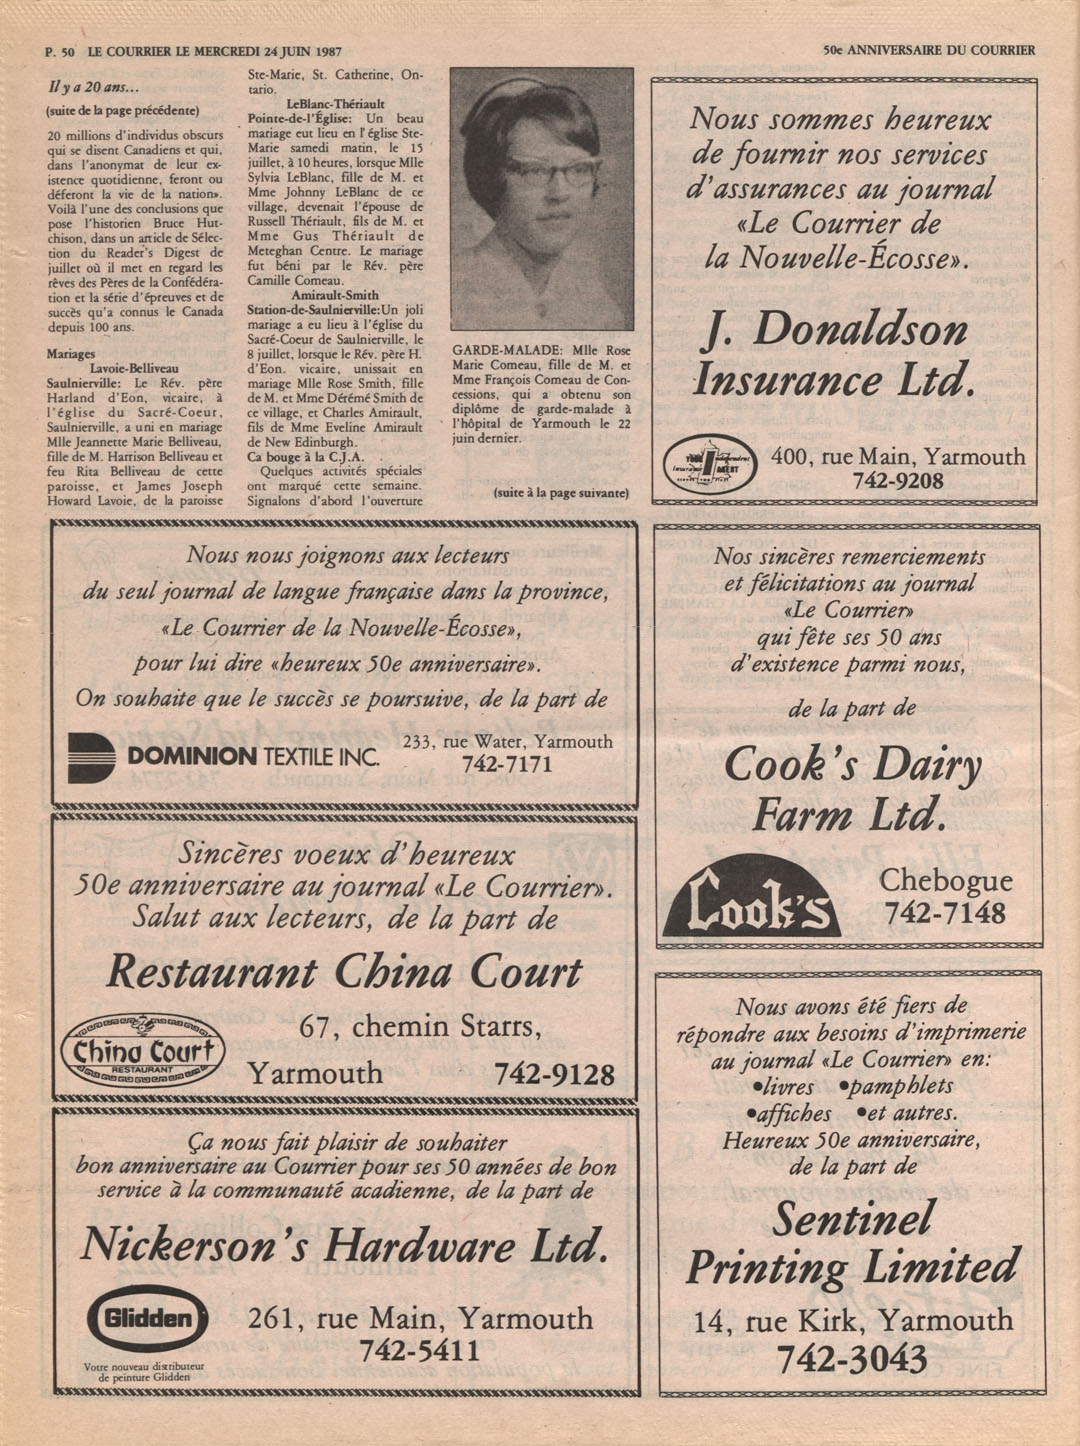 P. 50 LE COURRIER LE MERCREDI 24 JUIN 1987
50e ANNIVERSAIRE DU COURRIER
Il y a 20 ans...
(suite de la page précédente)
20 millions d'individus obscurs
qui se disent Canadiens et qui,
dans l'anonymat de leur ex-
istence quotidienne, feront ou
déferont la vie de la nation».
Voilà l'une des conclusions que
pose l'historien Bruce Hut-
chison, dans un article de Sélec-
tion du Reader's Digest de
juillet où il met en regard les
rêves des Pères de la Confédéra-
tion et la série d'épreuves et de
succès qu'a connus le Canada
depuis 100 ans.
Mariages
Lavoie-Belliveau
Saulnierville: Le Rév. père
Harland d'Eon, vicaire, à
l'église du Sacré-Coeur,
Saulnierville, a uni en mariage
Mlle Jeannette Marie Belliveau,
fille de M. Harrison Belliveau et
feu Rita Belliveau de cette
paroisse, et James Joseph
Howard Lavoie, de la paroisse
Ste-Marie, St. Catherine, On-
tario.
LeBlanc-Thériault
Pointe-de-l'Église: Un beau
mariage eut lieu en l'église Ste-
Marie samedi matin, le 15
juillet, à 10 heures, lorsque Mlle
Sylvia LeBlanc, fille de M. et
Mme Johnny LeBlanc de ce
village, devenait l'épouse de
Russell Thériault, fils de M. et
Mme Gus Thériault de
Meteghan Centre. Le mariage
fut béni par le Rév. père
Camille Comeau.
Amirault-Smith
Station-de-Saulnierville: Un joli
mariage a eu lieu à l'église du
Sacré-Coeur de Saulnierville, le
8 juillet, lorsque le Rév. père H.
d'Eon. vicaire, unissait en
mariage Mlle Rose Smith, fille
de M. et Mme Dérémé Smith de
ce village, et Charles Amirault,
fils de Mme Eveline Amirault
de New Edinburgh.
Ca bouge à la C.J.A.
Quelques activités spéciales
ont marqué cette semaine.
Signalons d'abord l'ouverture
GARDE-MALADE: Mlle Rose
Marie Comeau, fille de M. et
Mme François Comeau de Con-
cessions, qui a obtenu son
diplôme de garde-malade à
l'hôpital de Yarmouth le 22
juin dernier.
(suite à la page suivante)
Nous sommes heureux
de fournir nos services
d'assurances au journal
«Le Courrier de
la Nouvelle-Écosse».
J. Donaldson
Insurance Ltd.
YOUR Independent
Insurance AGENT
400, rue Main, Yarmouth
742-9208
Nous nous joignons aux lecteurs
du seul journal de langue française dans la province,
«Le Courrier de la Nouvelle-Écosse»,
pour lui dire «heureux 50e anniversaire».
On souhaite que le succès se poursuive, de la part de
DOMINION TEXTILE INC.
233, rue Water, Yarmouth
742-7171
Nos sincères remerciements
et félicitations au journal
«Le Courrier»
qui fête ses 50 ans
d'existence parmi nous,
de la part de
Cook's Dairy
Farm Ltd.
Cook's
Chebogue
742-7148
Sincères voeux d'heureux
50e anniversaire au journal «Le Courrier».
Salut aux lecteurs, de la part de
Restaurant China Court
China Court
RESTAURANT
67, chemin Starrs,
Yarmouth 742-9128
Nous avons été fiers de
répondre aux besoins d'imprimerie
au journal «Le Courrier» en:
•livres •pamphlets
•affiches •et autres.
Heureux 50e anniversaire,
de la part de
Sentinel
Printing Limited
14, rue Kirk, Yarmouth
742-3043
Ça nous fait plaisir de souhaiter
bon anniversaire au Courrier pour ses 50 années de bon
service à la communauté acadienne, de la part de
Nickerson's Hardware Ltd.
Glidden
Votre nouveau distributeur
de peinture Glidden
261, rue Main, Yarmouth
742-5411